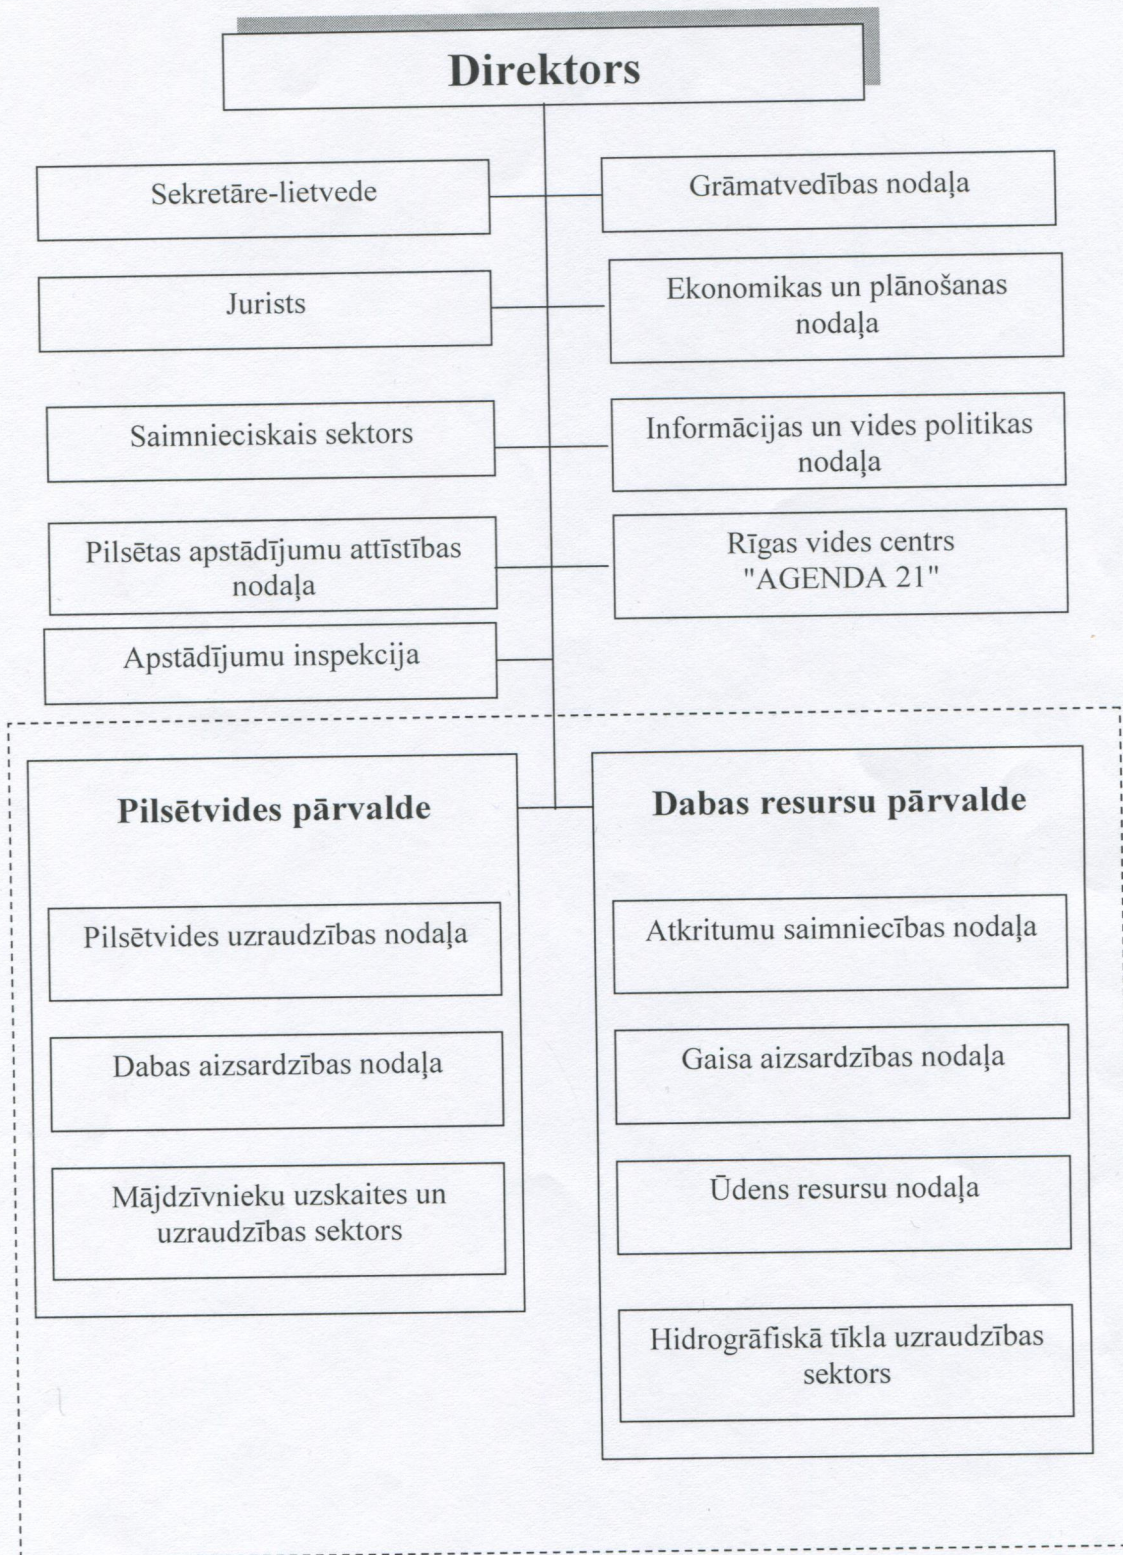 Direktors
Sekretāre-lietvede
Grāmatvedības nodaļa
Jurists
Ekonomikas un plānošanas
nodaļa
Saimnieciskais sektors
Informācijas un vides politikas
nodaļa
Pilsētas apstādījumu attīstības
nodaļa
Rīgas vides centrs
"AGENDA 21"
Apstādījumu inspekcija
Pilsētvides pārvalde
Pilsētvides uzraudzības nodaļa
Dabas aizsardzības nodaļa
Mājdzīvnieku uzskaites un
uzraudzības sektors
Dabas resursu pārvalde
Atkritumu saimniecības nodaļa
Gaisa aizsardzības nodaļa
Ūdens resursu nodaļa
Hidrogrāfiskā tīkla uzraudzības
sektors